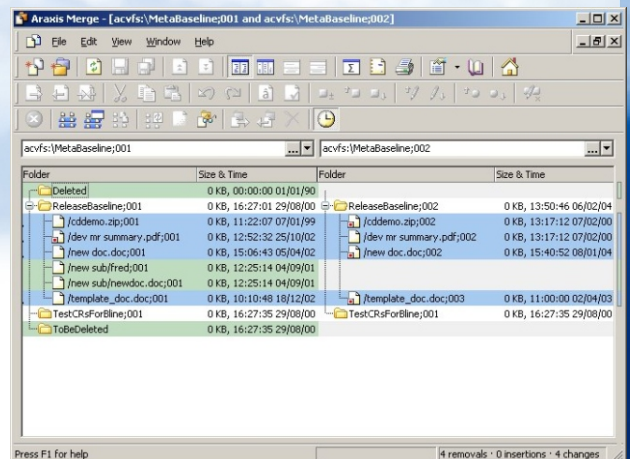 Araxis Merge - [acvfs:\MetaBaseline;001 and acvfs:\MetaBaseline;002]
File Edit View Window Help
acvfs:\MetaBaseline;001 ... acvfs:\MetaBaseline;002 ...
Folder Size & Time Folder Size & Time
Deleted 0 KB, 00:00:00 01/01/90
ReleaseBaseline;001 0 KB, 16:27:01 29/08/00 ReleaseBaseline;002 0 KB, 13:50:46 06/02/04
/cddemo.zip;001 0 KB, 11:22:07 07/01/99 /cddemo.zip;002 0 KB, 13:17:12 07/02/00
/dev mr summary.pdf;001 0 KB, 12:52:32 25/10/02 /dev mr summary.pdf;002 0 KB, 13:17:12 07/02/00
/new doc.doc;001 0 KB, 15:06:43 05/04/02 /new doc.doc;002 0 KB, 15:40:52 08/01/04
/new sub/fred;001 0 KB, 12:25:14 04/09/01
/new sub/newdoc.doc;001 0 KB, 12:25:14 04/09/01
/template_doc.doc;001 0 KB, 10:10:48 18/12/02 /template_doc.doc;003 0 KB, 11:00:00 02/04/03
TestCRsForBline;001 0 KB, 16:27:35 29/08/00 TestCRsForBline;001 0 KB, 16:27:35 29/08/00
ToBeDeleted 0 KB, 16:27:35 29/08/00
Press F1 for help 4 removals · 0 insertions · 4 changes